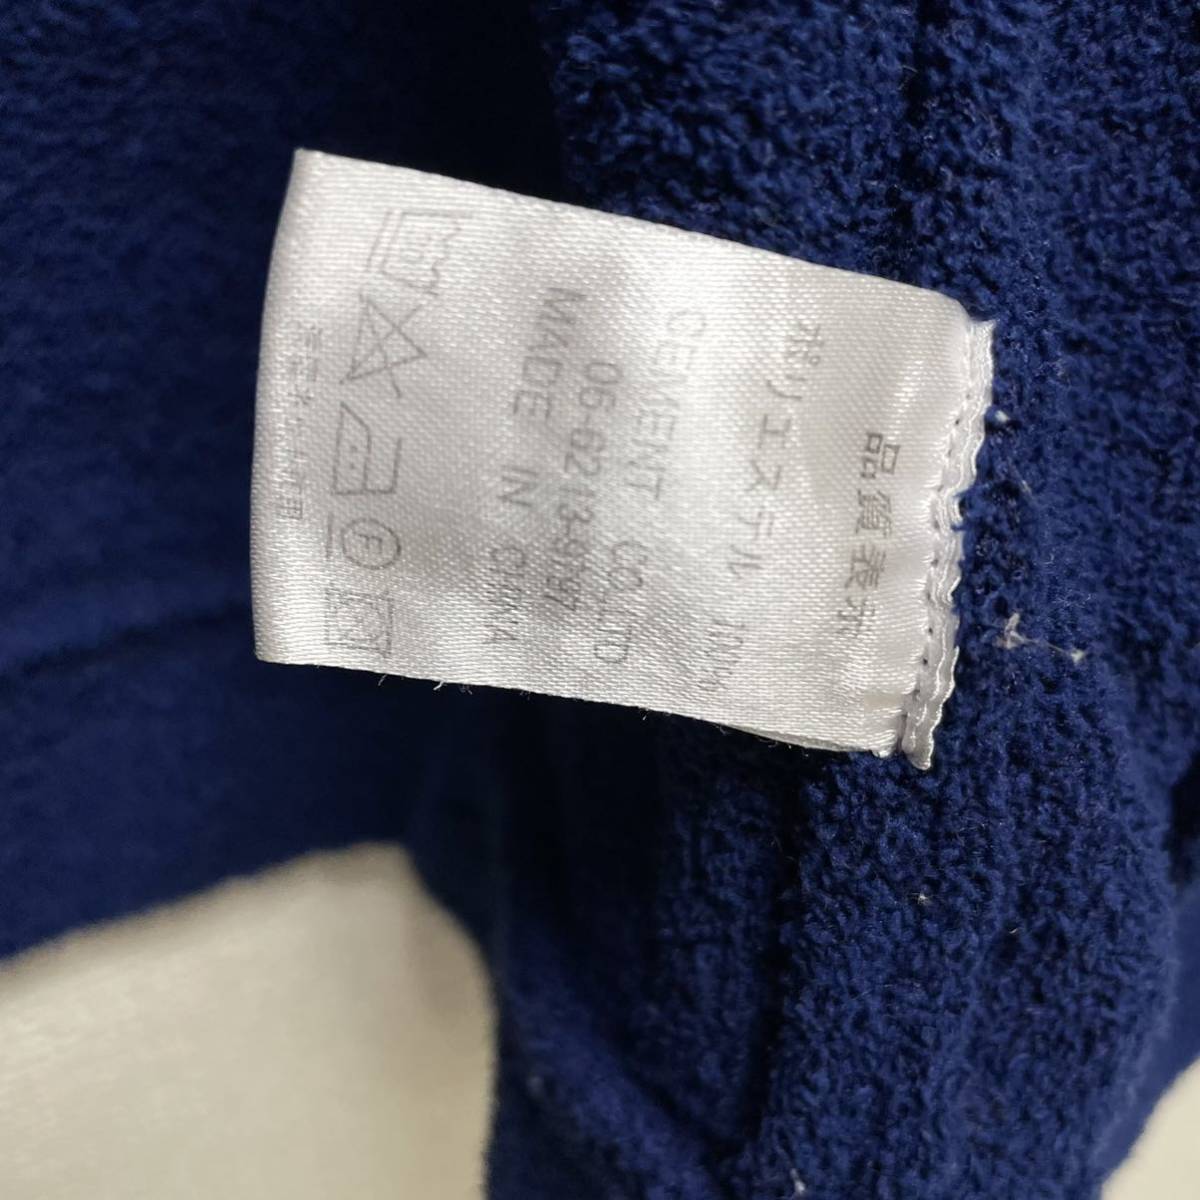 品質表示
ポリエステル 100%
CEMENT CO.,LTD
06-6213-9197
MADE IN CHINA
F